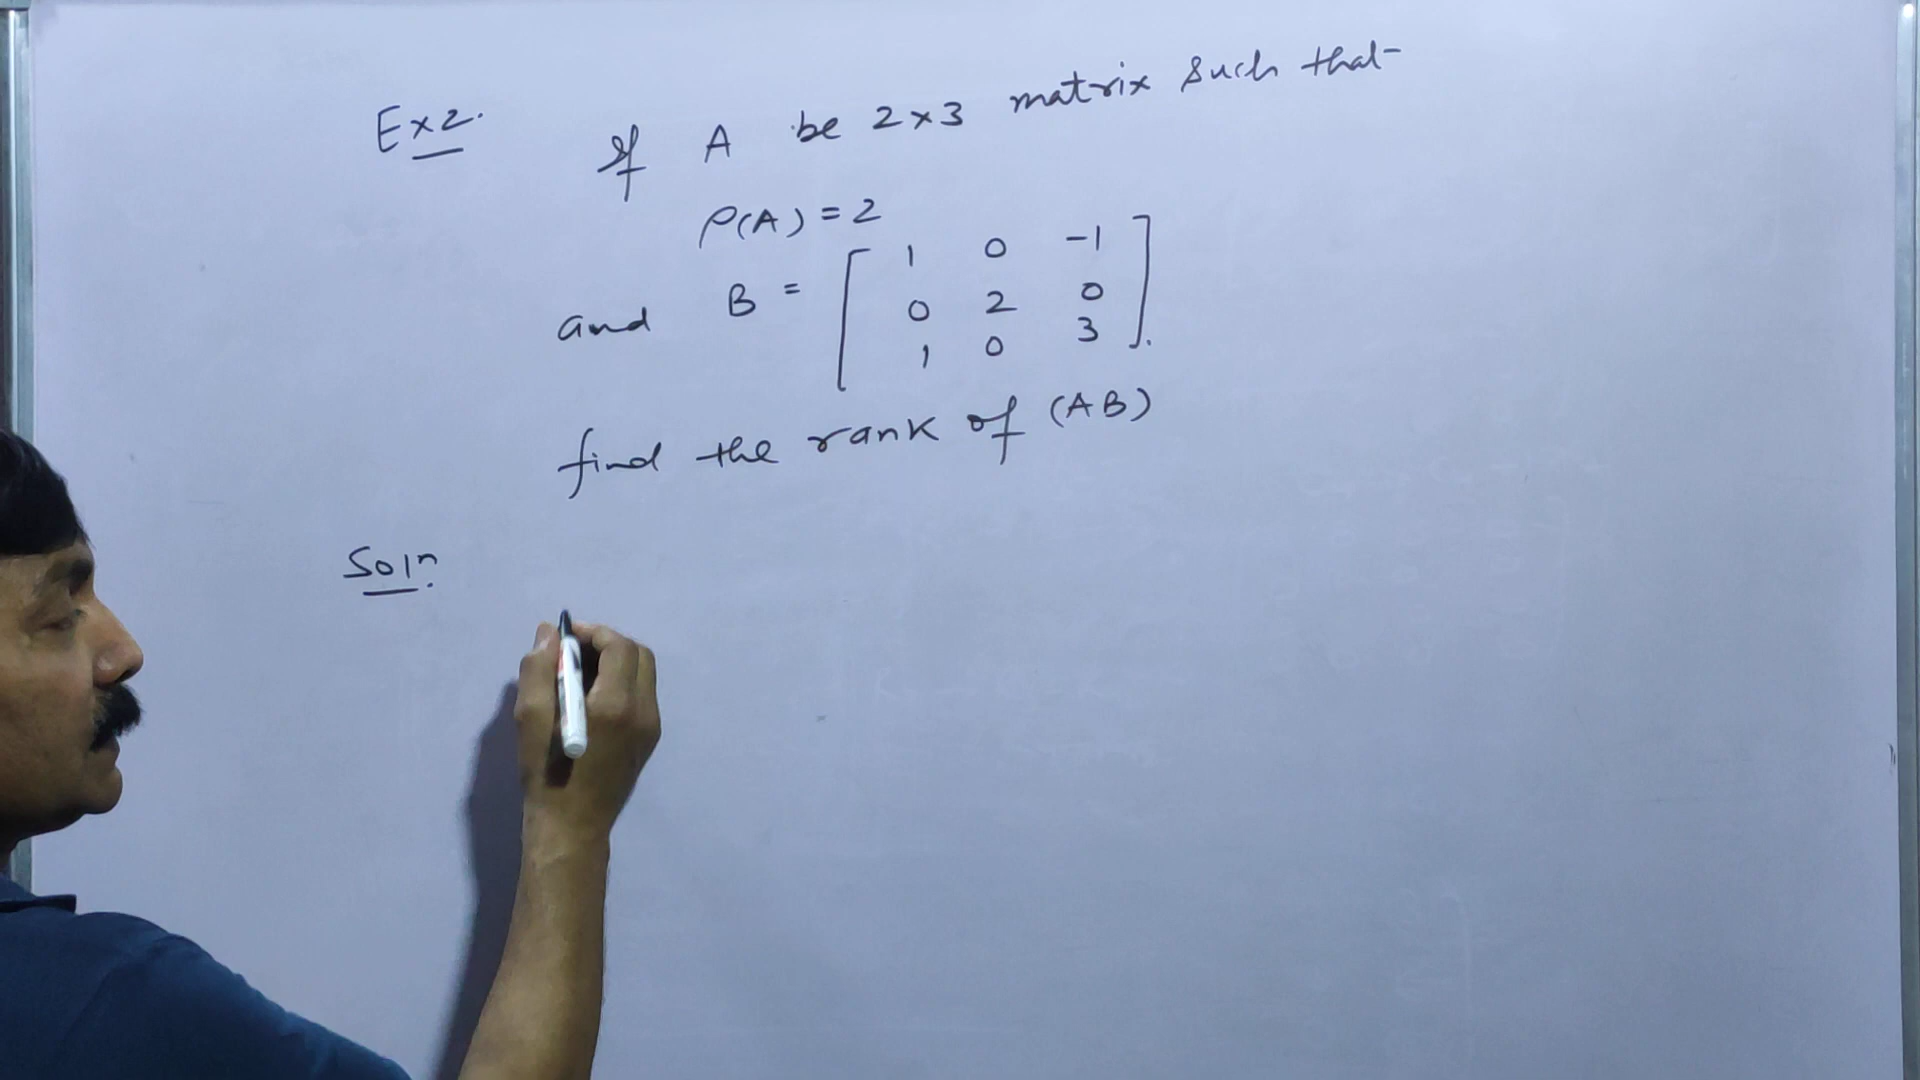 Ex2. If A be 2×3 matrix such that
ρ(A) = 2
and B = [ 1 0 -1
0 2 0
1 0 3 ].
find the rank of (AB)
Soln.